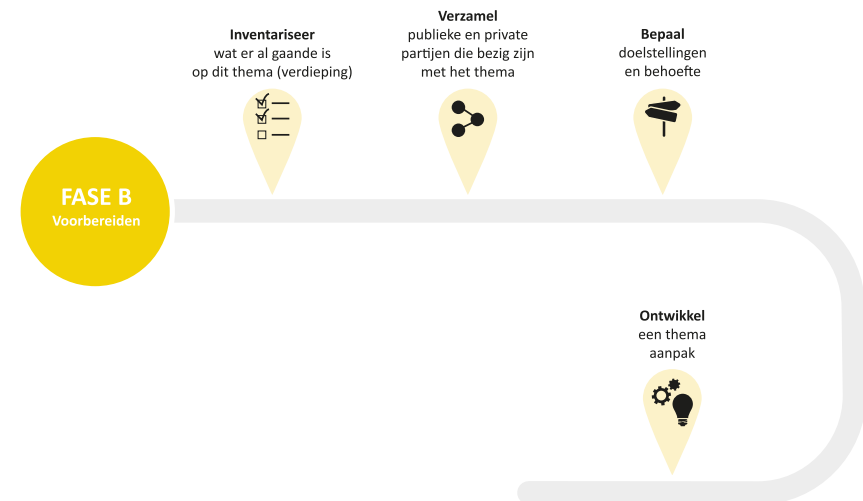 FASE B
Voorbereiden
Inventariseer
wat er al gaande is
op dit thema (verdieping)
Verzamel
publieke en private
partijen die bezig zijn
met het thema
Bepaal
doelstellingen
en behoefte
Ontwikkel
een thema
aanpak